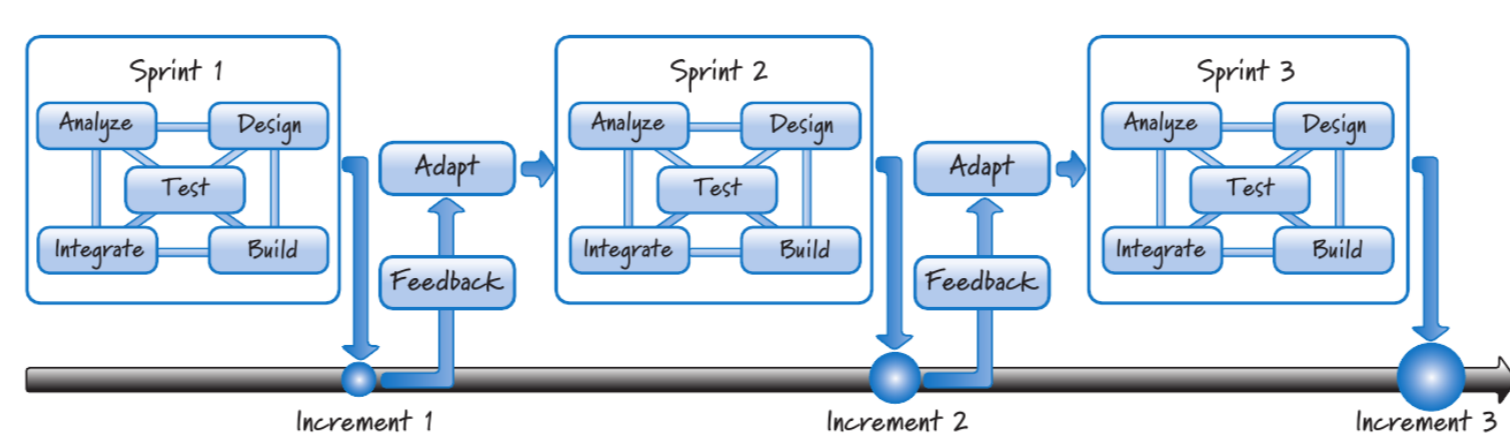 Sprint 1
Analyze
Design
Test
Integrate
Build
Adapt
Feedback
Sprint 2
Analyze
Design
Test
Integrate
Build
Adapt
Feedback
Sprint 3
Analyze
Design
Test
Integrate
Build
Increment 1
Increment 2
Increment 3